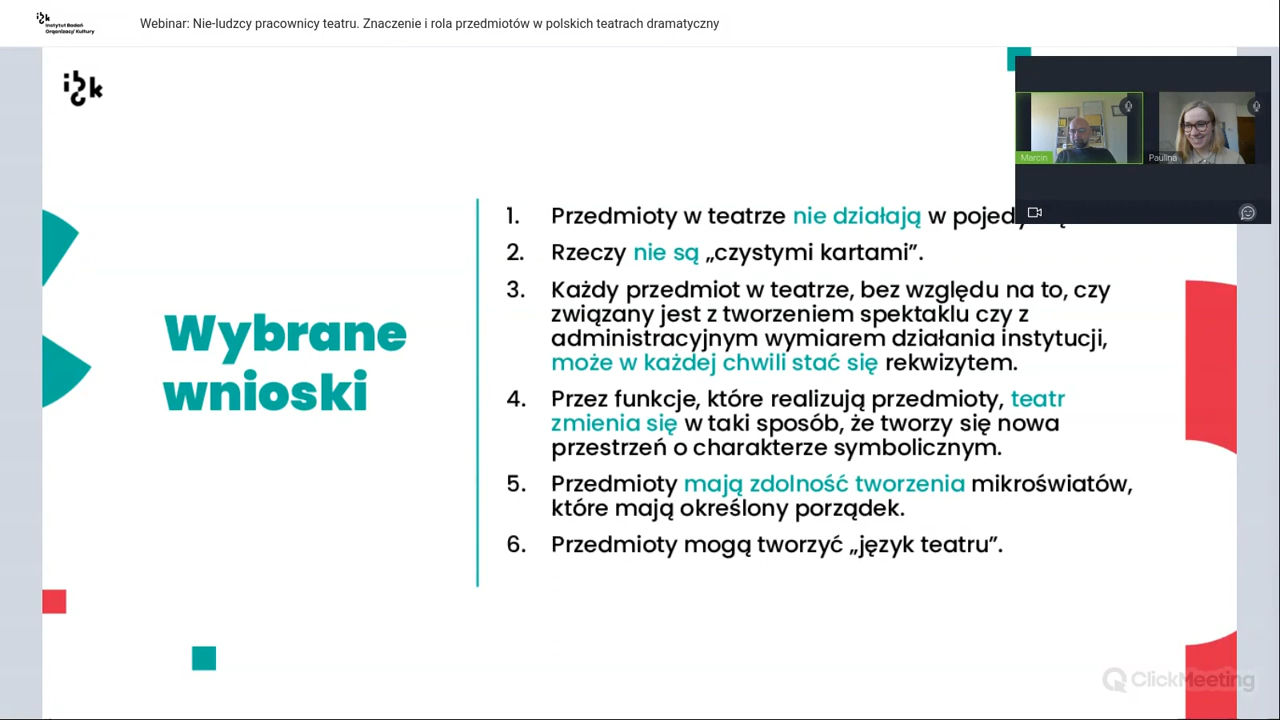 Instytut Badań
Organizacji Kultury
Webinar: Nie-ludzcy pracownicy teatru. Znaczenie i rola przedmiotów w polskich teatrach dramatyczny
Marcin
Paulina
Wybrane
wnioski
1. Przedmioty w teatrze nie działają w
2. Rzeczy nie są „czystymi kartami”.
3. Każdy przedmiot w teatrze, bez względu na to, czy
związany jest z tworzeniem spektaklu czy z
administracyjnym wymiarem działania instytucji,
może w każdej chwili stać się rekwizytem.
4. Przez funkcje, które realizują przedmioty, teatr
zmienia się w taki sposób, że tworzy się nowa
przestrzeń o charakterze symbolicznym.
5. Przedmioty mają zdolność tworzenia mikroświatów,
które mają określony porządek.
6. Przedmioty mogą tworzyć „język teatru”.
ClickMeeting